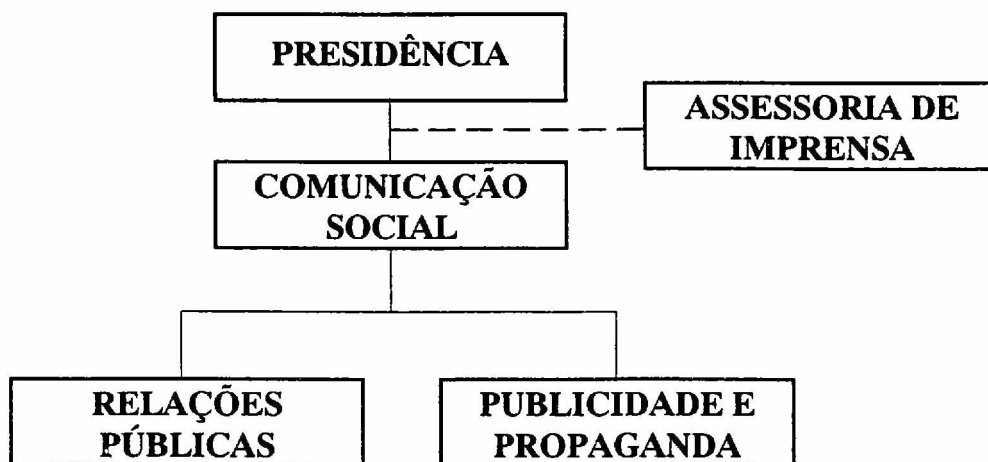 PRESIDÊNCIA
ASSESSORIA DE
IMPRENSA
COMUNICAÇÃO
SOCIAL
RELAÇÕES
PÚBLICAS
PUBLICIDADE E
PROPAGANDA